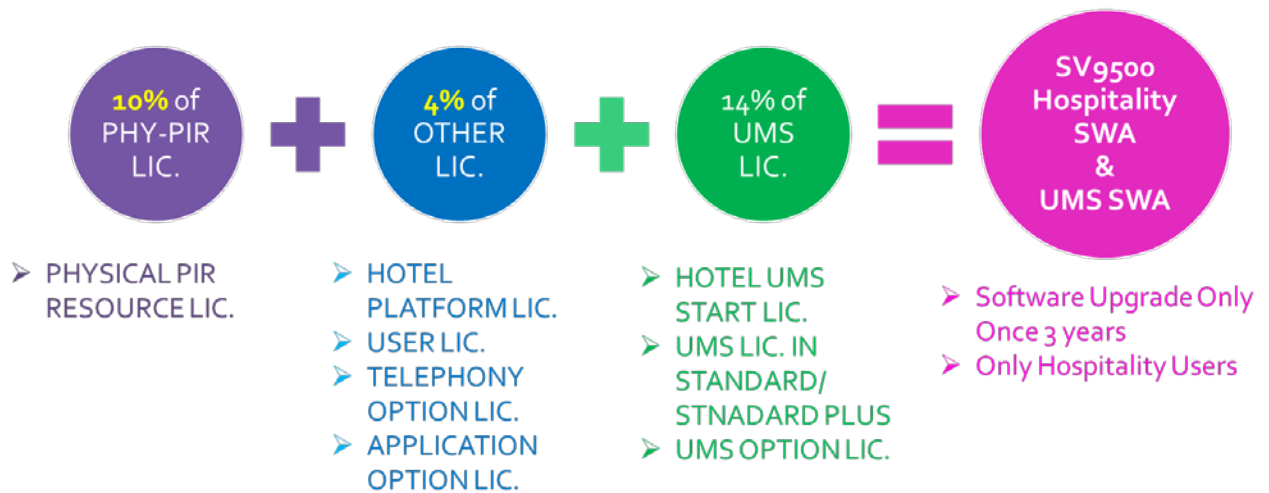 10% of
PHY-PIR
LIC.
4% of
OTHER
LIC.
14% of
UMS
LIC.
SV9500
Hospitality
SWA
&
UMS SWA
➢ PHYSICAL PIR
RESOURCE LIC.
➢ HOTEL
PLATFORM LIC.
➢ USER LIC.
➢ TELEPHONY
OPTION LIC.
➢ APPLICATION
OPTION LIC.
➢ HOTEL UMS
START LIC.
➢ UMS LIC. IN
STANDARD/
STNADARD PLUS
➢ UMS OPTION LIC.
➢ Software Upgrade Only
Once 3 years
➢ Only Hospitality Users